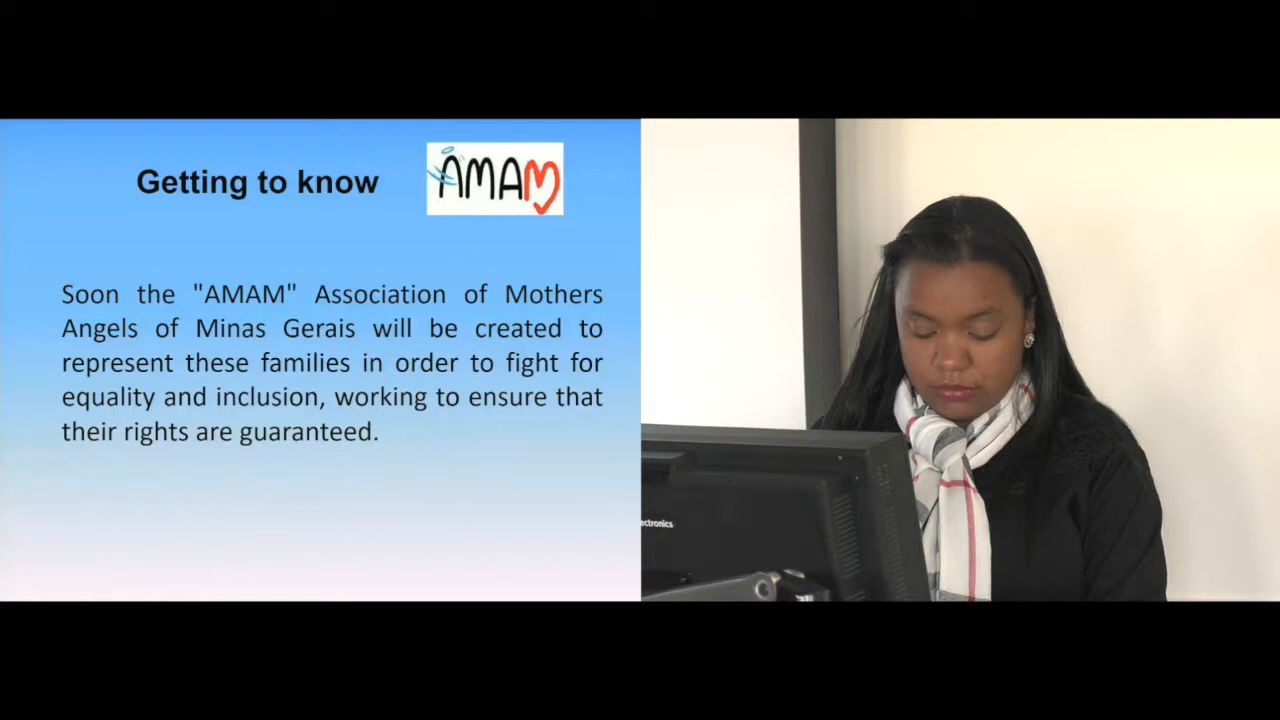 Getting to know AMAM
Soon the "AMAM" Association of Mothers
Angels of Minas Gerais will be created to
represent these families in order to fight for
equality and inclusion, working to ensure that
their rights are guaranteed.
ectronics